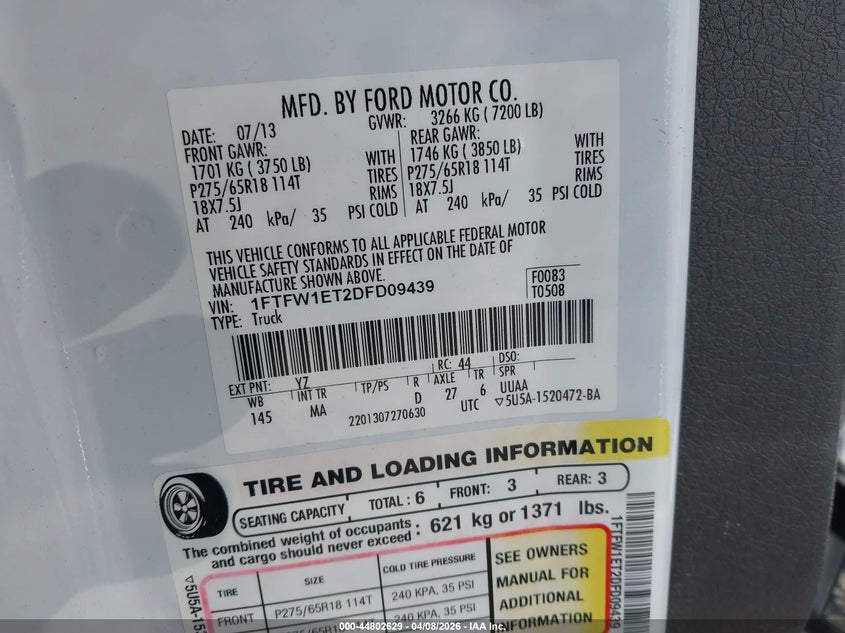 MFD. BY FORD MOTOR CO.
DATE: 07/13 GVWR: 3266 KG ( 7200 LB)
FRONT GAWR: REAR GAWR:
1701 KG ( 3750 LB) WITH 1746 KG ( 3850 LB) WITH
P275/65R18 114T TIRES P275/65R18 114T TIRES
18X7.5J RIMS 18X7.5J RIMS
AT 240 kPa/ 35 PSI COLD AT 240 kPa/ 35 PSI COLD
THIS VEHICLE CONFORMS TO ALL APPLICABLE FEDERAL MOTOR
VEHICLE SAFETY STANDARDS IN EFFECT ON THE DATE OF
MANUFACTURE SHOWN ABOVE.
VIN: 1FTFW1ET2DFD09439 F0083
TYPE: Truck T0508
EXT PNT: YZ RC: 44 DSO:
WB INT TR TP/PS R AXLE TR SPR
145 MA D 27 6 UUAA
2201307270630 UTC ▽5U5A-1520472-BA
TIRE AND LOADING INFORMATION
SEATING CAPACITY TOTAL : 6 FRONT: 3 REAR: 3
The combined weight of occupants
and cargo should never exceed : 621 kg or 1371 lbs.
TIRE SIZE COLD TIRE PRESSURE
FRONT P275/65R18 114T 240 KPA, 35 PSI
240 KPA, 35 PSI
SEE OWNERS
MANUAL FOR
ADDITIONAL
INFORMATION
1FTFW1ET2DFD09439
000-44802629 - 04/08/2026 - IAA Inc.